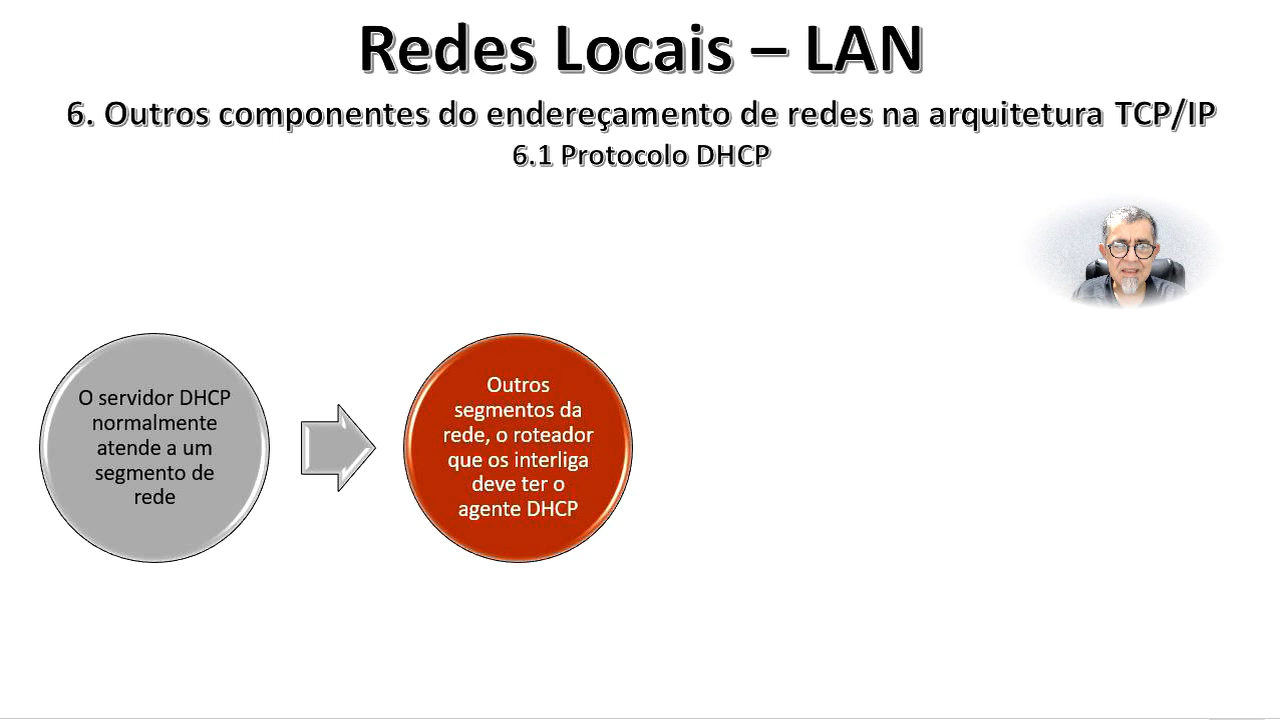 Redes Locais – LAN
6. Outros componentes do endereçamento de redes na arquitetura TCP/IP
6.1 Protocolo DHCP
O servidor DHCP
normalmente
atende a um
segmento de
rede
Outros
segmentos da
rede, o roteador
que os interliga
deve ter o
agente DHCP